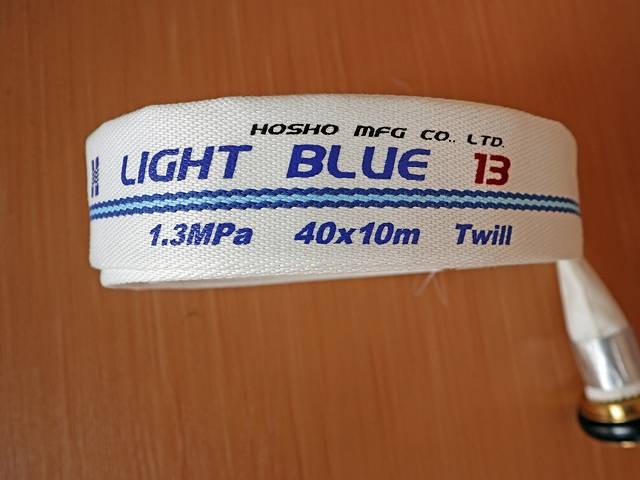 HOSHO MFG CO., LTD.
LIGHT BLUE 13
1.3MPa 40x10m Twill